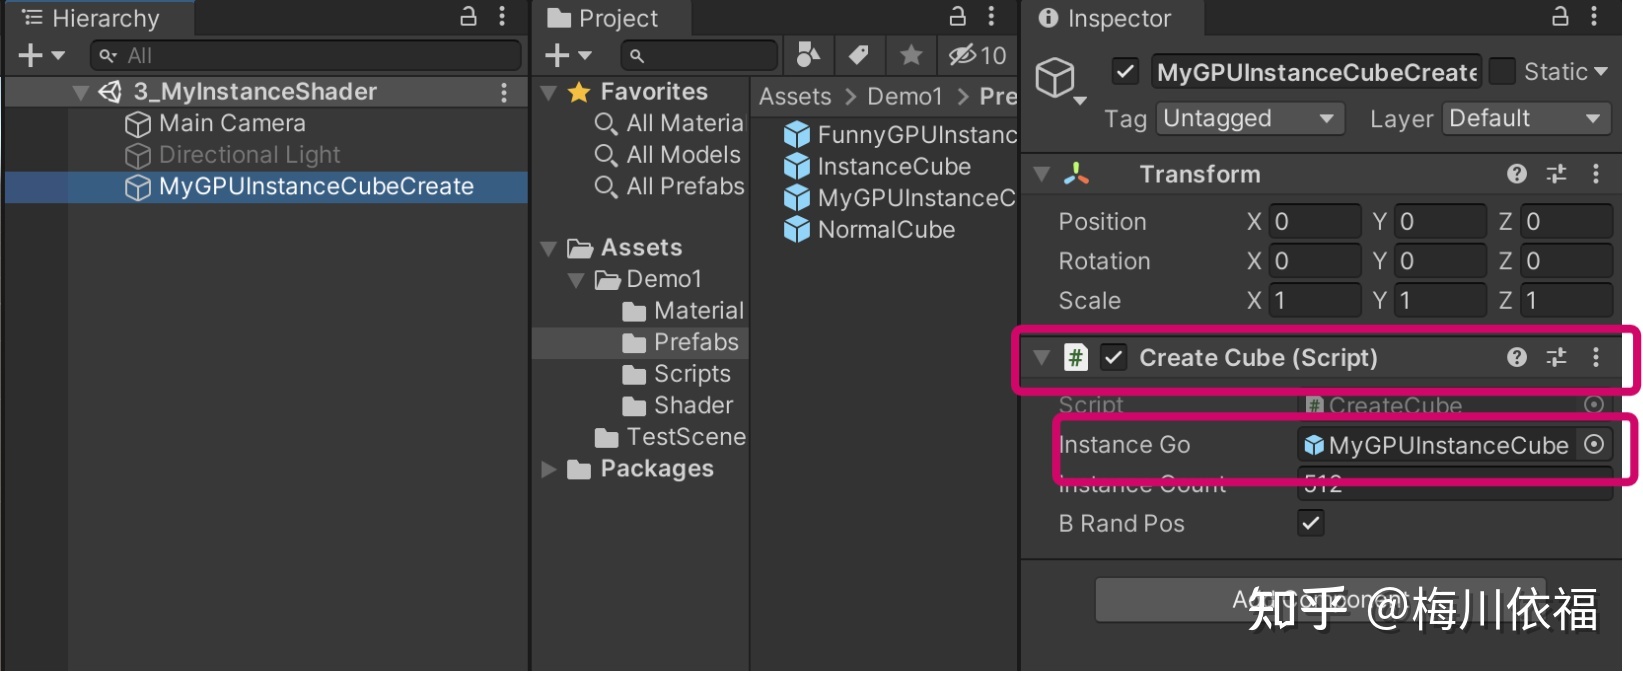 Hierarchy
All
3_MyInstanceShader
Main Camera
Directional Light
MyGPUInstanceCubeCreate
Project
10
Favorites
All Materia
All Models
All Prefabs
Assets
Demo1
Material
Prefabs
Scripts
Shader
TestScene
Packages
Assets > Demo1 > Pre
FunnyGPUInstanc
InstanceCube
MyGPUInstanceC
NormalCube
Inspector
MyGPUInstanceCubeCreate Static
Tag Untagged Layer Default
Transform
Position X 0 Y 0 Z 0
Rotation X 0 Y 0 Z 0
Scale X 1 Y 1 Z 1
# Create Cube (Script)
Script # CreateCube
Instance Go MyGPUInstanceCube
Instance Count 512
B Rand Pos
Add Component
知乎 @梅川依福